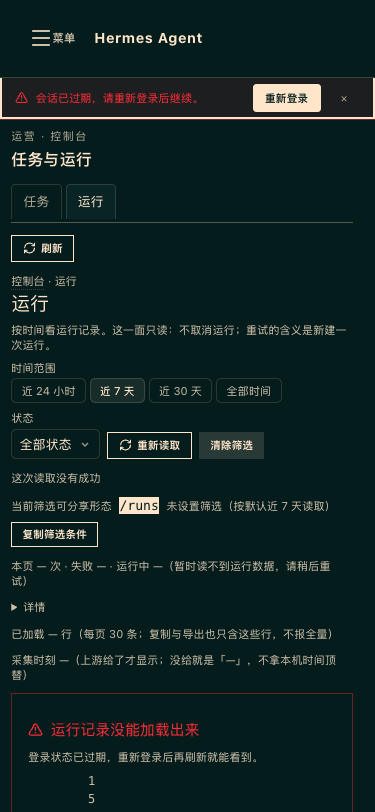 菜单 Hermes Agent
会话已过期，请重新登录后继续。 重新登录 ×
运营 · 控制台
任务与运行
任务 运行
刷新
控制台 · 运行
运行
按时间看运行记录。这一面只读：不取消运行；重试的含义是新建一
次运行。
时间范围
近 24 小时 近 7 天 近 30 天 全部时间
状态
全部状态 重新读取 清除筛选
这次读取没有成功
当前筛选可分享形态 /runs 未设置筛选（按默认近 7 天读取）
复制筛选条件
本页 — 次 · 失败 — · 运行中 —（暂时读不到运行数据，请稍后重
试）
▶ 详情
已加载 — 行（每页 30 条；复制与导出也只含这些行，不报全量）
采集时刻 —（上游给了才显示；没给就是「—」，不拿本机时间顶
替）
运行记录没能加载出来
登录状态已过期，重新登录后再刷新就能看到。
1
5